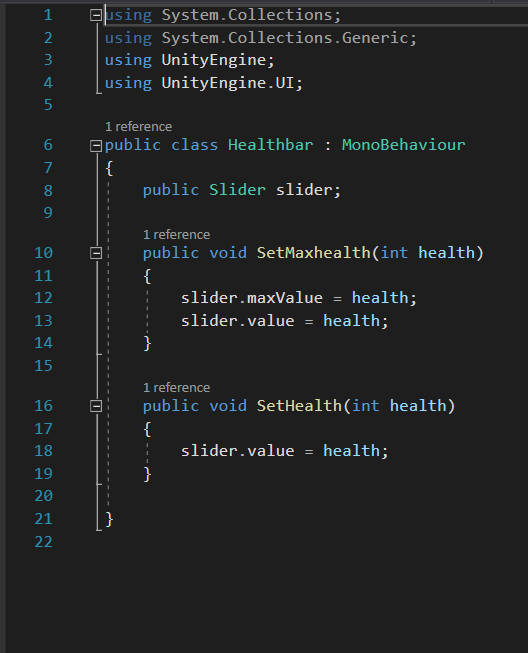 1 using System.Collections;
2 using System.Collections.Generic;
3 using UnityEngine;
4 using UnityEngine.UI;
5
1 reference
6 public class Healthbar : MonoBehaviour
7 {
8 public Slider slider;
9
1 reference
10 public void SetMaxhealth(int health)
11 {
12 slider.maxValue = health;
13 slider.value = health;
14 }
15
1 reference
16 public void SetHealth(int health)
17 {
18 slider.value = health;
19 }
20
21 }
22